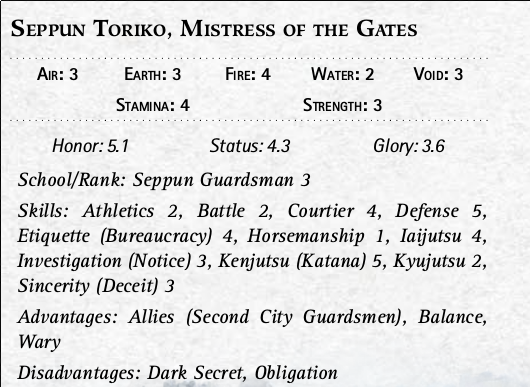 Seppun Toriko, Mistress of the Gates
Air: 3 Earth: 3 Fire: 4 Water: 2 Void: 3
Stamina: 4 Strength: 3
Honor: 5.1 Status: 4.3 Glory: 3.6
School/Rank: Seppun Guardsman 3
Skills: Athletics 2, Battle 2, Courtier 4, Defense 5,
Etiquette (Bureaucracy) 4, Horsemanship 1, Iaijutsu 4,
Investigation (Notice) 3, Kenjutsu (Katana) 5, Kyujutsu 2,
Sincerity (Deceit) 3
Advantages: Allies (Second City Guardsmen), Balance,
Wary
Disadvantages: Dark Secret, Obligation